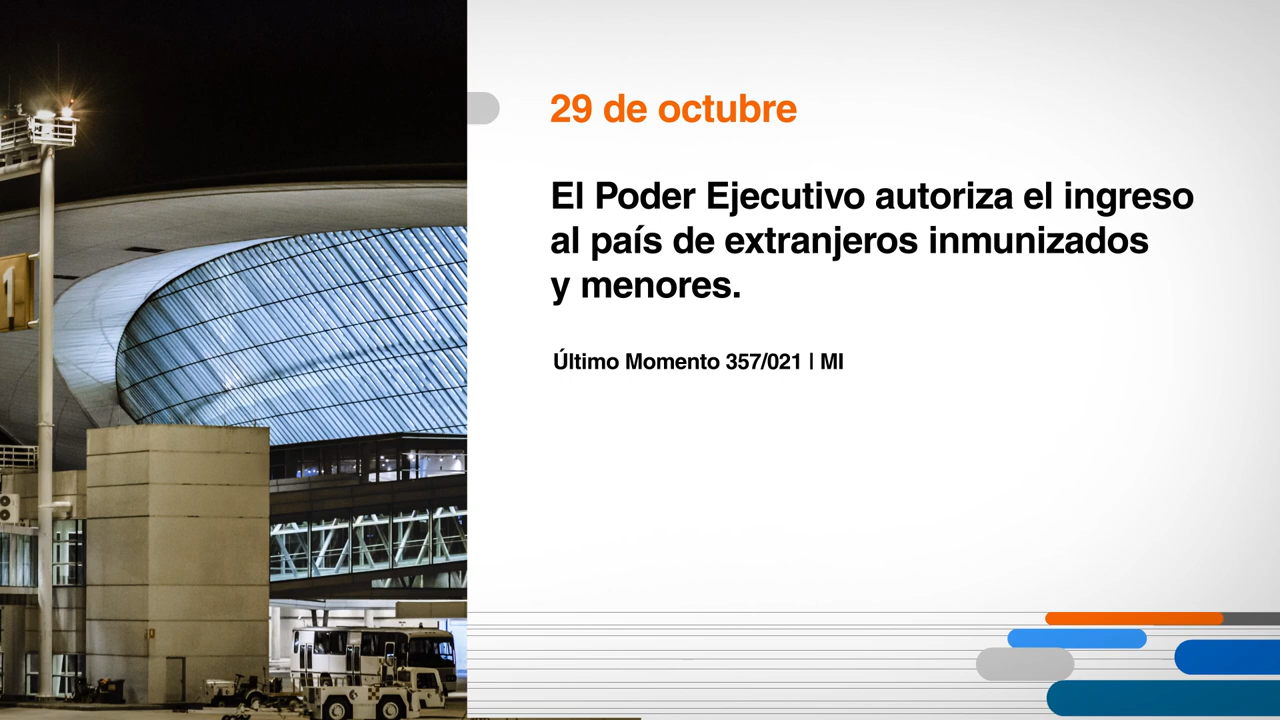 29 de octubre
El Poder Ejecutivo autoriza el ingreso
al país de extranjeros inmunizados
y menores.
Último Momento 357/021 | MI
1